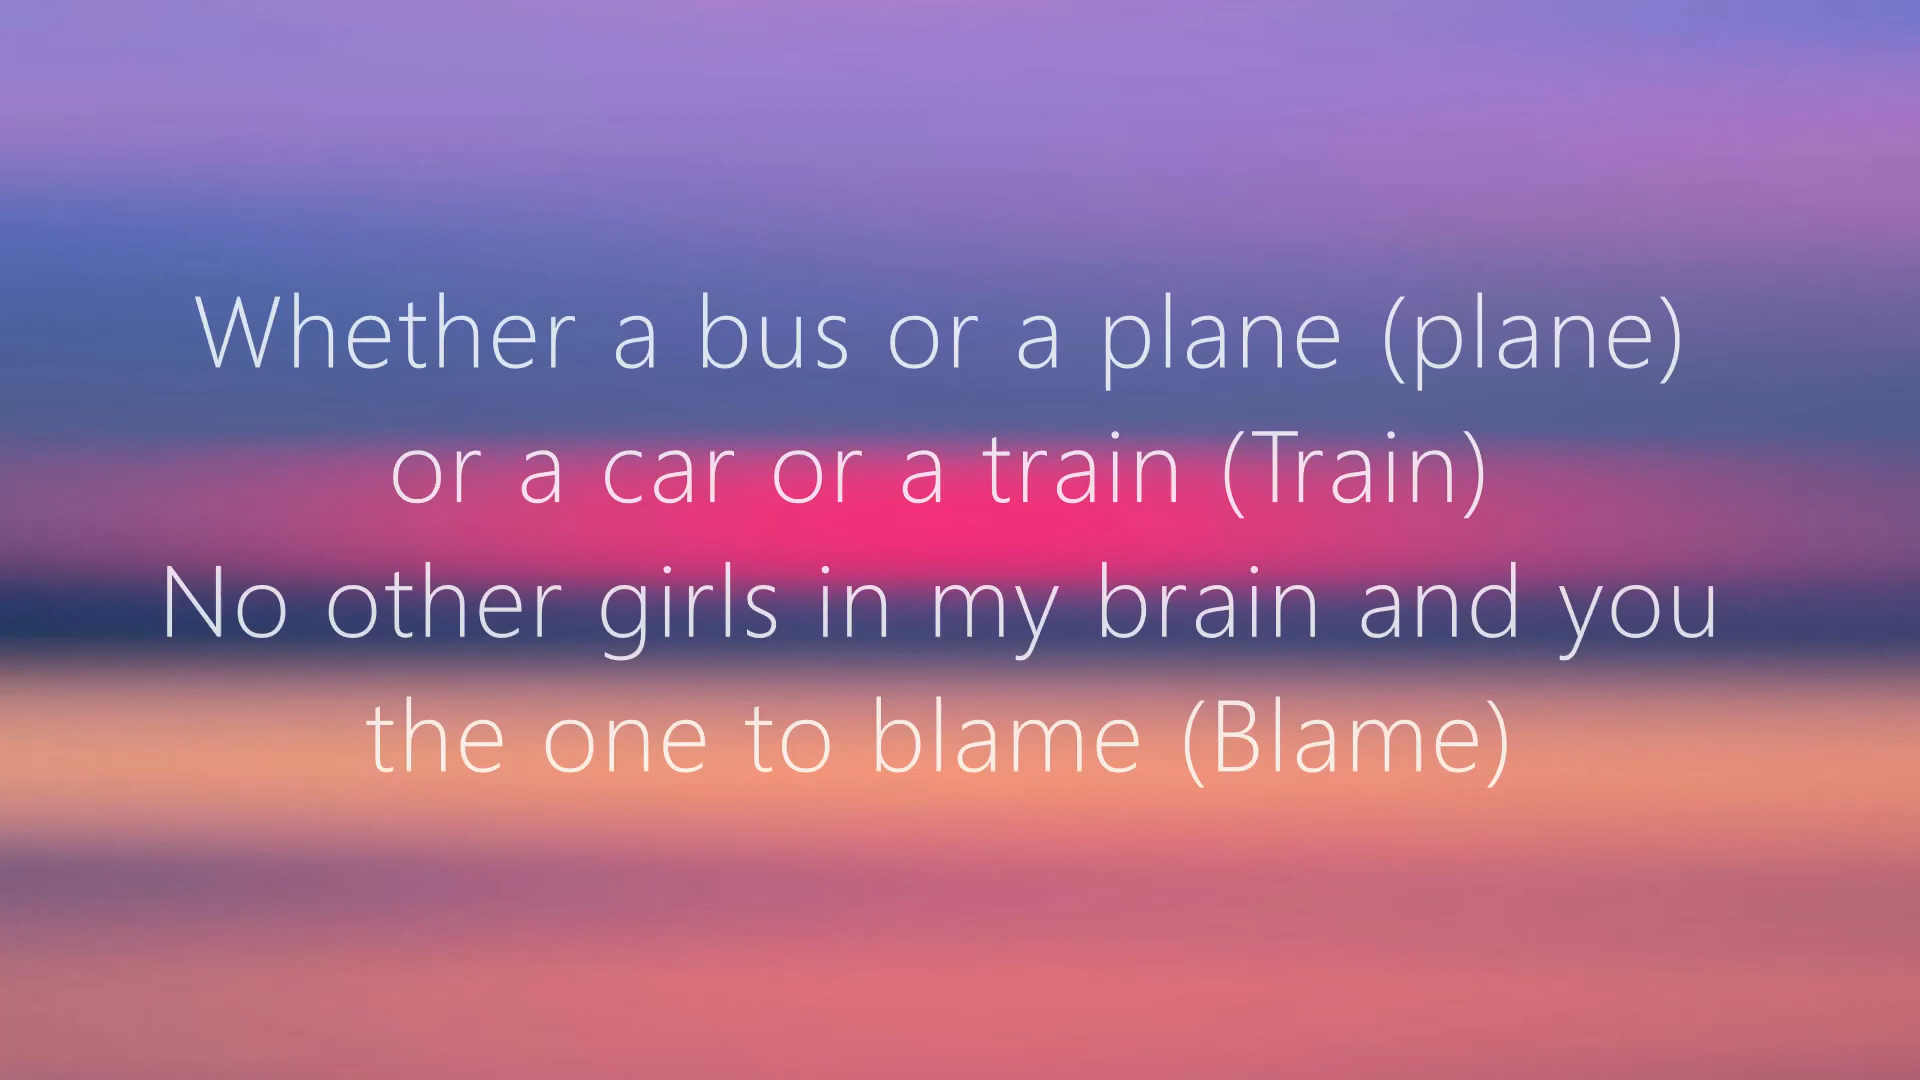 Whether a bus or a plane (plane)
or a car or a train (Train)
No other girls in my brain and you
the one to blame (Blame)